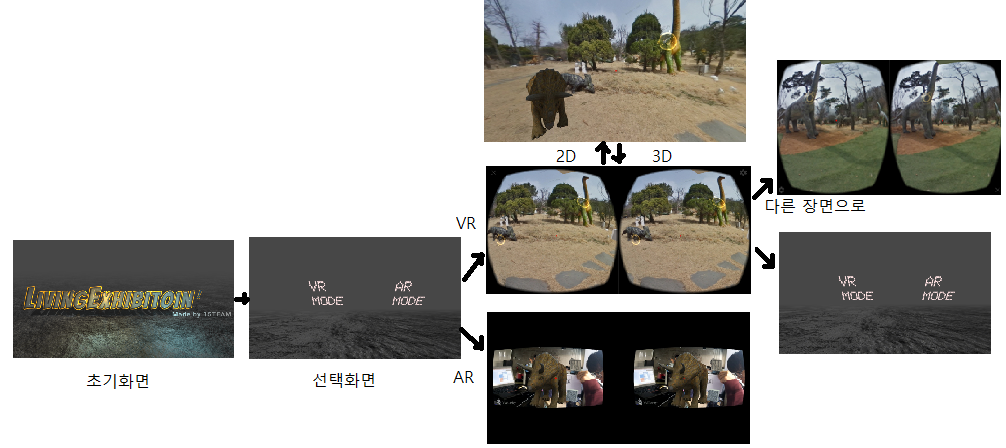 2D
3D
VR
다른 장면으로
LIVINGEXHIBITION
Made by 1STEAM
VR
MODE
AR
MODE
VR
MODE
AR
MODE
AR
초기화면
선택화면